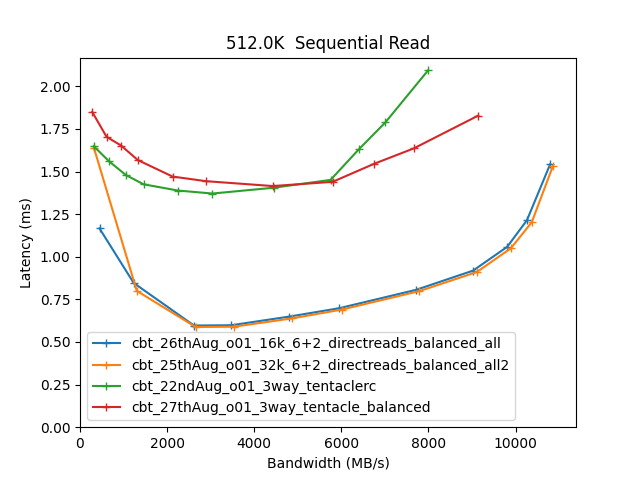 512.0K  Sequential Read
2.00
1.75
1.50
1.25
1.00
0.75
0.50
0.25
0.00
Latency (ms)
cbt_26thAug_o01_16k_6+2_directreads_balanced_all
cbt_25thAug_o01_32k_6+2_directreads_balanced_all2
cbt_22ndAug_o01_3way_tentaclerc
cbt_27thAug_o01_3way_tentacle_balanced
0 2000 4000 6000 8000 10000
Bandwidth (MB/s)